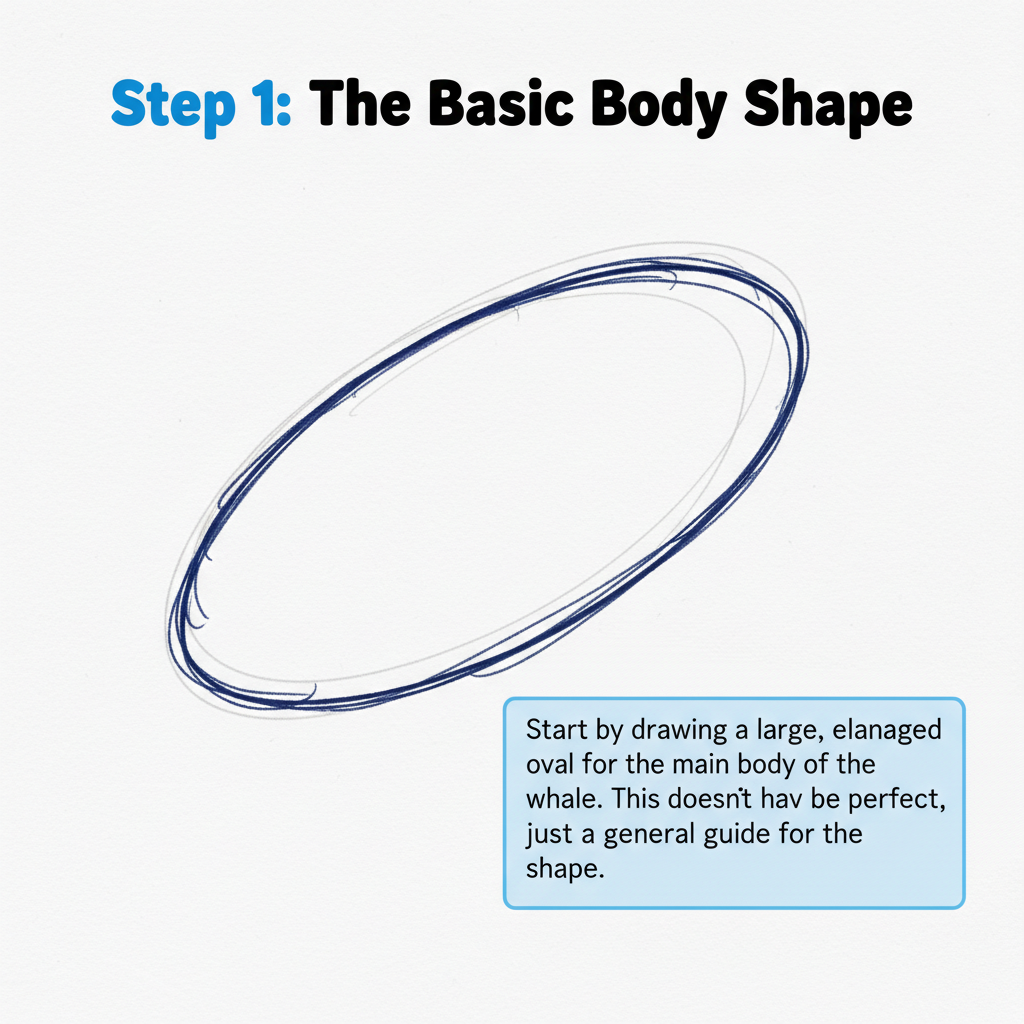 Step 1: The Basic Body Shape
Start by drawing a large, elanaged
oval for the main body of the
whale. This doesn't hav be perfect,
just a general guide for the
shape.